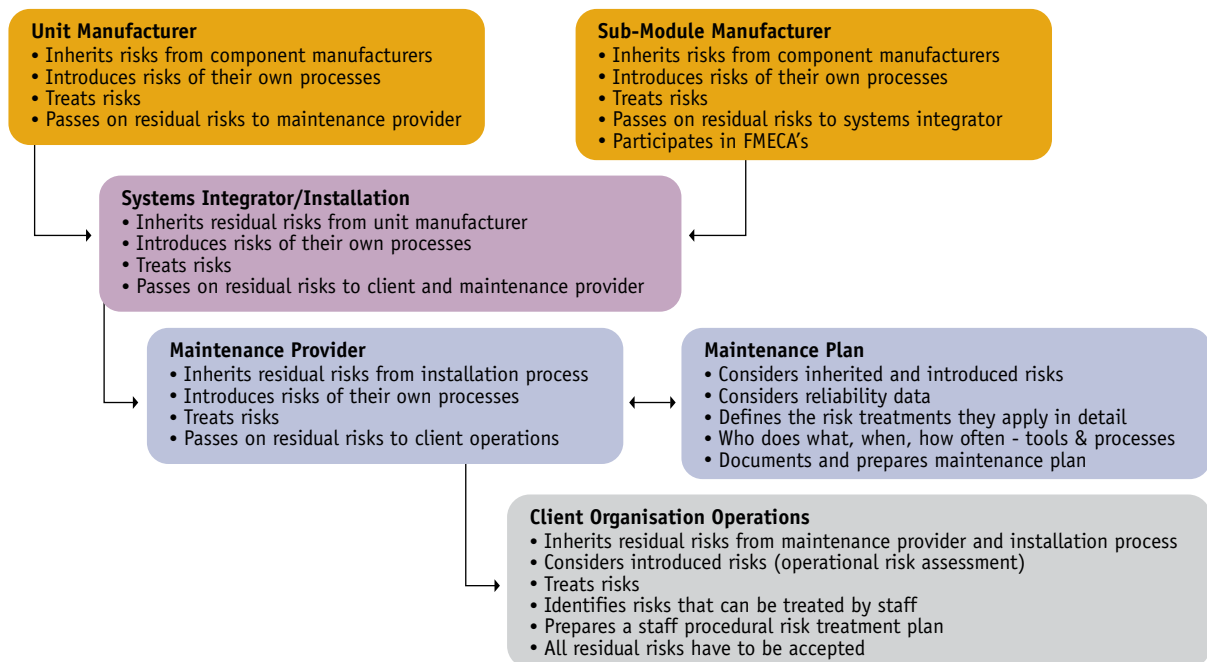 Unit Manufacturer
• Inherits risks from component manufacturers
• Introduces risks of their own processes
• Treats risks
• Passes on residual risks to maintenance provider
Sub-Module Manufacturer
• Inherits risks from component manufacturers
• Introduces risks of their own processes
• Treats risks
• Passes on residual risks to systems integrator
• Participates in FMECA's
Systems Integrator/Installation
• Inherits residual risks from unit manufacturer
• Introduces risks of their own processes
• Treats risks
• Passes on residual risks to client and maintenance provider
Maintenance Provider
• Inherits residual risks from installation process
• Introduces risks of their own processes
• Treats risks
• Passes on residual risks to client operations
Maintenance Plan
• Considers inherited and introduced risks
• Considers reliability data
• Defines the risk treatments they apply in detail
• Who does what, when, how often - tools & processes
• Documents and prepares maintenance plan
Client Organisation Operations
• Inherits residual risks from maintenance provider and installation process
• Considers introduced risks (operational risk assessment)
• Treats risks
• Identifies risks that can be treated by staff
• Prepares a staff procedural risk treatment plan
• All residual risks have to be accepted